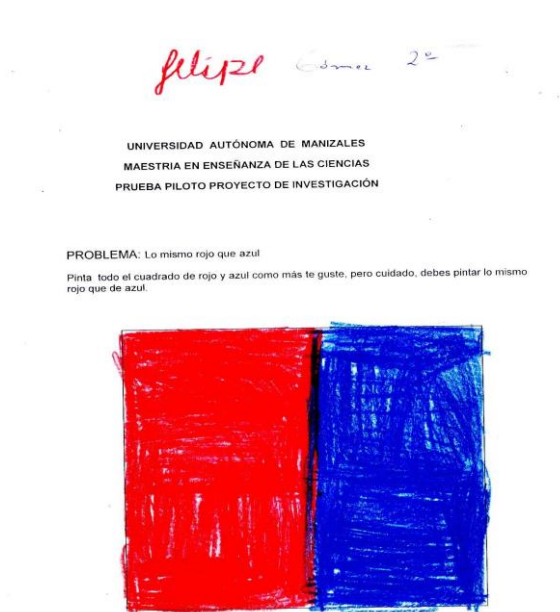 felipe Gómez 2º
UNIVERSIDAD AUTÓNOMA DE MANIZALES
MAESTRIA EN ENSEÑANZA DE LAS CIENCIAS
PRUEBA PILOTO PROYECTO DE INVESTIGACIÓN
PROBLEMA: Lo mismo rojo que azul
Pinta todo el cuadrado de rojo y azul como más te guste, pero cuidado, debes pintar lo mismo
rojo que de azul.